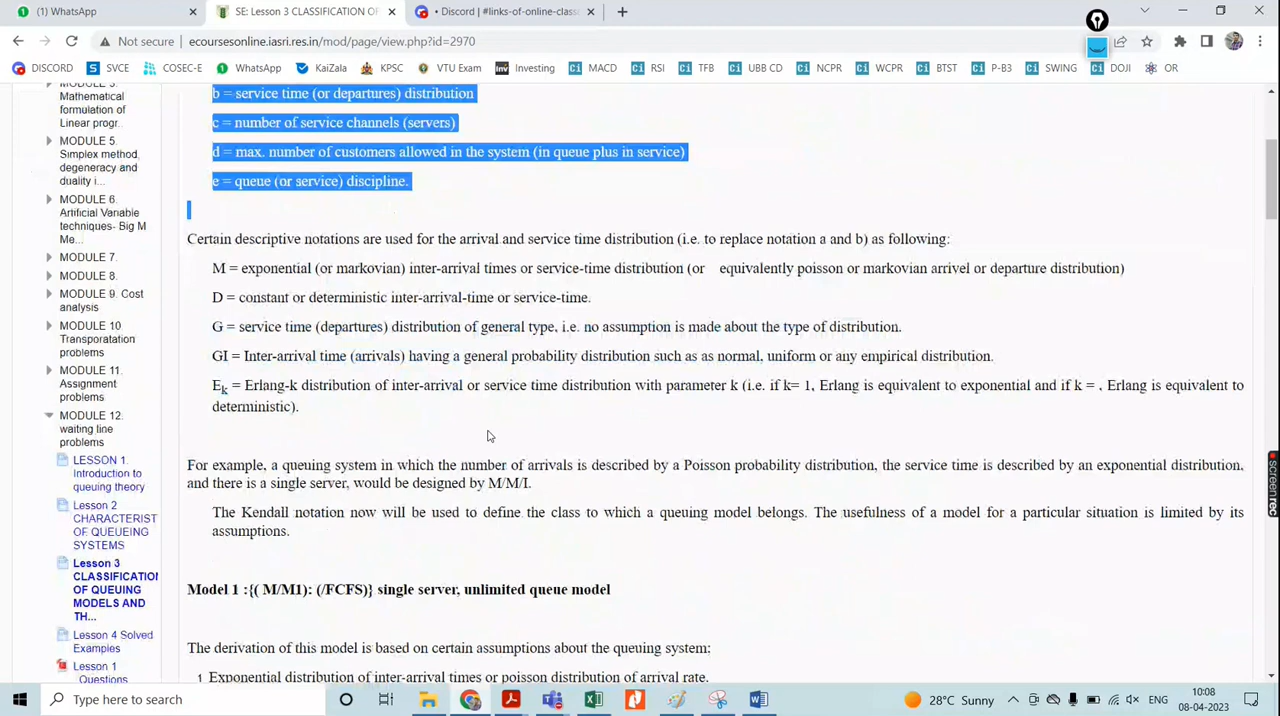 (1) WhatsApp
SE: Lesson 3 CLASSIFICATION OF
• Discord | #links-of-online-class
Not secure | ecoursesonline.iasri.res.in/mod/page/view.php?id=2970
DISCORD SVCE COSEC-E WhatsApp KaiZala KPSC VTU Exam Investing MACD RSI TFB UBB CD NCPR WCPR BTST P-B3 SWING DOJI OR
Mathematical
formulation of
Linear progr.
MODULE 5.
Simplex method,
degeneracy and
duality i...
MODULE 6.
Artificial Variable
techniques- Big M
Me...
MODULE 7.
MODULE 8.
MODULE 9. Cost
analysis
MODULE 10.
Transporatation
problems
MODULE 11.
Assignment
problems
MODULE 12.
waiting line
problems
LESSON 1.
Introduction to
queuing theory
Lesson 2
CHARACTERIST
OF QUEUEING
SYSTEMS
Lesson 3
CLASSIFICATION
OF QUEUING
MODELS AND
TH...
Lesson 4 Solved
Examples
Lesson 1
Questions
b = service time (or departures) distribution
c = number of service channels (servers)
d = max. number of customers allowed in the system (in queue plus in service)
e = queue (or service) discipline.
Certain descriptive notations are used for the arrival and service time distribution (i.e. to replace notation a and b) as following:
M = exponential (or markovian) inter-arrival times or service-time distribution (or equivalently poisson or markovian arrivel or departure distribution)
D = constant or deterministic inter-arrival-time or service-time.
G = service time (departures) distribution of general type, i.e. no assumption is made about the type of distribution.
GI = Inter-arrival time (arrivals) having a general probability distribution such as as normal, uniform or any empirical distribution.
Ek = Erlang-k distribution of inter-arrival or service time distribution with parameter k (i.e. if k= 1, Erlang is equivalent to exponential and if k = , Erlang is equivalent to
deterministic).
For example, a queuing system in which the number of arrivals is described by a Poisson probability distribution, the service time is described by an exponential distribution,
and there is a single server, would be designed by M/M/I.
The Kendall notation now will be used to define the class to which a queuing model belongs. The usefulness of a model for a particular situation is limited by its
assumptions.
Model 1 :{( M/M1): (/FCFS)} single server, unlimited queue model
The derivation of this model is based on certain assumptions about the queuing system:
1 Exponential distribution of inter-arrival times or poisson distribution of arrival rate.
screenrec
Type here to search
28°C Sunny
ENG
10:08
08-04-2023